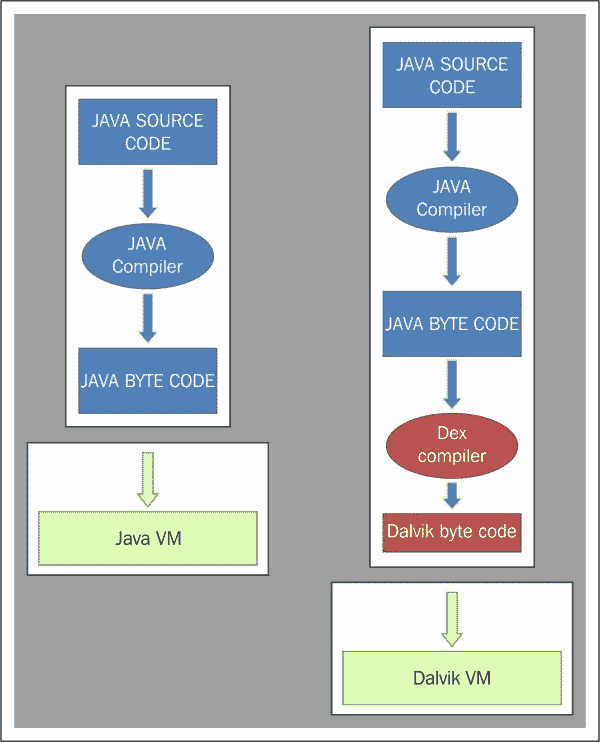 JAVA SOURCE
CODE
JAVA
Compiler
JAVA BYTE CODE
Java VM
JAVA SOURCE
CODE
JAVA
Compiler
JAVA BYTE CODE
Dex
compiler
Dalvik byte code
Dalvik VM